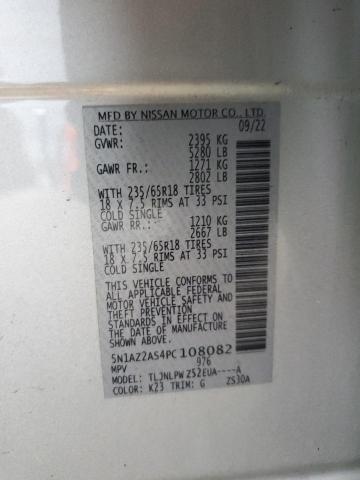 MFD BY NISSAN MOTOR CO., LTD.
DATE: 09/22
GVWR: 2395 KG
5280 LB
GAWR FR.: 1271 KG
2802 LB
WITH 235/65R18 TIRES
18 X 7.5 RIMS AT 33 PSI
COLD SINGLE
GAWR RR.: 1210 KG
2667 LB
WITH 235/65R18 TIRES
18 X 7.5 RIMS AT 33 PSI
COLD SINGLE
THIS VEHICLE CONFORMS TO
ALL APPLICABLE FEDERAL
MOTOR VEHICLE SAFETY,
BUMPER, AND THEFT
PREVENTION STANDARDS
IN EFFECT ON THE DATE OF
MANUFACTURE SHOWN ABOVE.
5N1AZ2AS4PC108082
MPV 976
MODEL: TLJNLPW Z52EUA----A
COLOR: K23 TRIM: G ZS30A